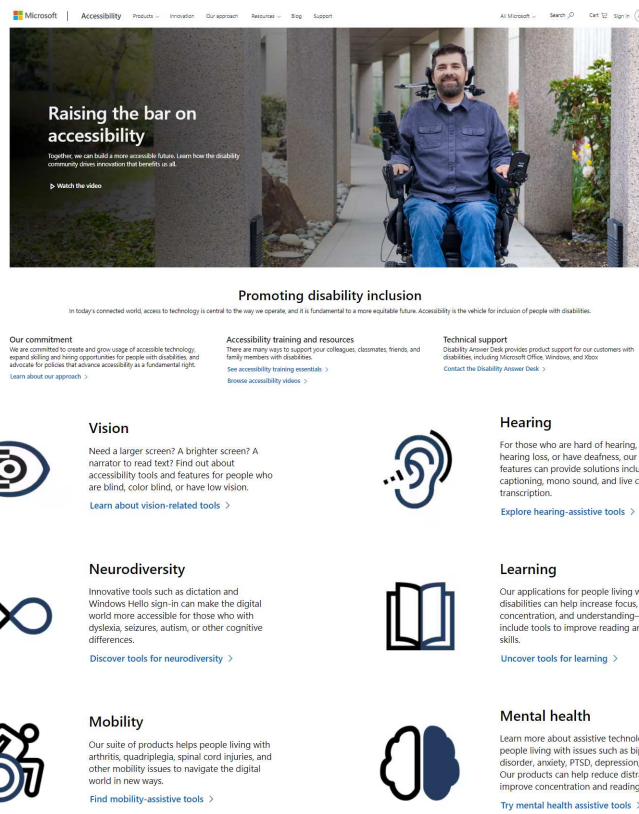 Microsoft
Accessibility
Products
Innovation
Our approach
Resources
Blog
Support
All Microsoft
Search
Cart
Sign in
Raising the bar on
accessibility
Together, we can build a more accessible future. Learn how the disability
community drives innovation that benefits us all.
Watch the video
Promoting disability inclusion
In today's connected world, access to technology is central to the way we operate, and it is fundamental to a more equitable future. Accessibility is the vehicle for inclusion of people with disabilities.
Our commitment
We are committed to create and grow usage of accessible technology,
expand skilling and hiring opportunities for people with disabilities, and
advocate for policies that advance accessibility as a fundamental right.
Learn about our approach >
Accessibility training and resources
There are many ways to support your colleagues, classmates, friends, and
family members with disabilities.
See accessibility training essentials >
Browse accessibility videos >
Technical support
Disability Answer Desk provides product support for our customers with
disabilities, including Microsoft Office, Windows, and Xbox
Contact the Disability Answer Desk >
Vision
Need a larger screen? A brighter screen? A
narrator to read text? Find out about
accessibility tools and features for people who
are blind, color blind, or have low vision.
Learn about vision-related tools >
Hearing
For those who are hard of hearing,
hearing loss, or have deafness, our
features can provide solutions inclu
captioning, mono sound, and live c
transcription.
Explore hearing-assistive tools >
Neurodiversity
Innovative tools such as dictation and
Windows Hello sign-in can make the digital
world more accessible for those who with
dyslexia, seizures, autism, or other cognitive
differences.
Discover tools for neurodiversity >
Learning
Our applications for people living w
disabilities can help increase focus,
concentration, and understanding—
include tools to improve reading an
skills.
Uncover tools for learning >
Mobility
Our suite of products helps people living with
arthritis, quadriplegia, spinal cord injuries, and
other mobility issues to navigate the digital
world in new ways.
Find mobility-assistive tools >
Mental health
Learn more about assistive technolo
people living with issues such as bip
disorder, anxiety, PTSD, depression,
Our products can help reduce distr
improve concentration and reading
Try mental health assistive tools >